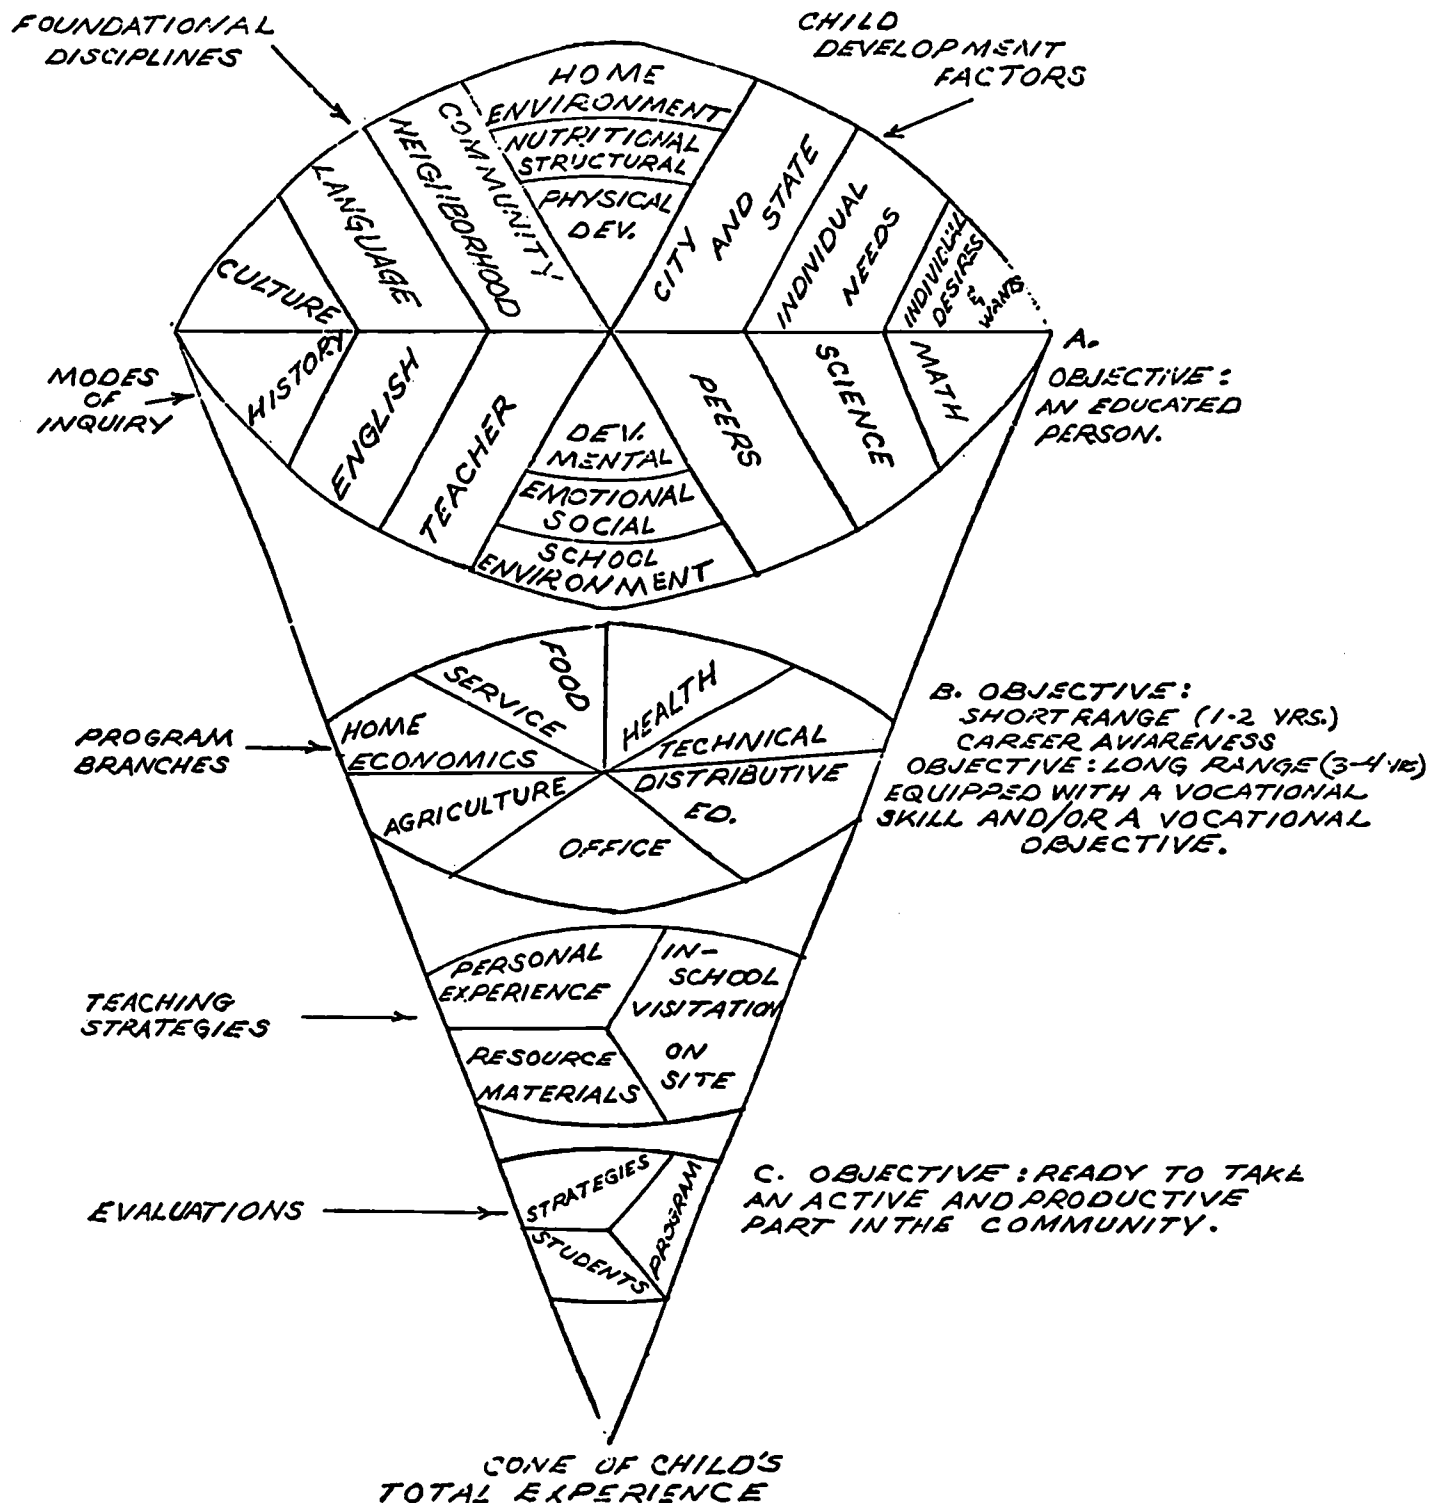 FOUNDATIONAL
DISCIPLINES
CHILD
DEVELOPMENT
FACTORS
HOME
ENVIRONMENT
NUTRITIONAL
STRUCTURAL
PHYSICAL
DEV.
COMMUNITY
NEIGHBORHOOD
LANGUAGE
CULTURE
CITY
AND
STATE
INDIVIDUAL
NEEDS
INDIVICUAL
DESIRES
&
WANTS
HISTORY
ENGLISH
TEACHER
DEV.
MENTAL
EMOTIONAL
SOCIAL
SCHOOL
ENVIRONMENT
PEERS
SCIENCE
MATH
MODES
OF
INQUIRY
A.
OBJECTIVE:
AN EDUCATED
PERSON.
PROGRAM
BRANCHES
HOME
ECONOMICS
SERVICE
FOOD
HEALTH
TECHNICAL
DISTRIBUTIVE
ED.
OFFICE
AGRICULTURE
B. OBJECTIVE:
SHORT RANGE (1-2 YRS.)
CAREER AWARENESS
OBJECTIVE: LONG RANGE (3-4 YRS)
EQUIPPED WITH A VOCATIONAL
SKILL AND/OR A VOCATIONAL
OBJECTIVE.
TEACHING
STRATEGIES
PERSONAL
EXPERIENCE
IN-
SCHOOL
VISITATION
ON
SITE
RESOURCE
MATERIALS
EVALUATIONS
STRATEGIES
PROGRAM
STUDENTS
C. OBJECTIVE: READY TO TAKE
AN ACTIVE AND PRODUCTIVE
PART IN THE COMMUNITY.
CONE OF CHILD'S
TOTAL EXPERIENCE